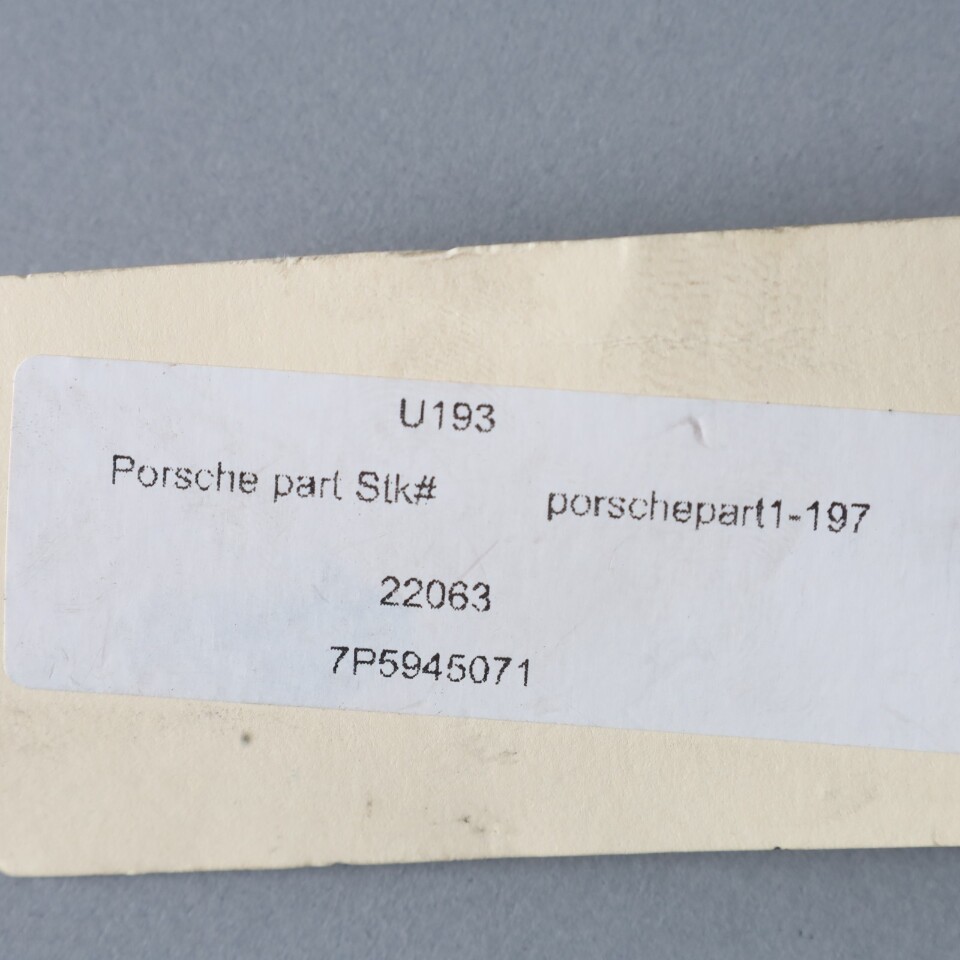 U193
Porsche part Stk# porschepart1-197
22063
7P5945071